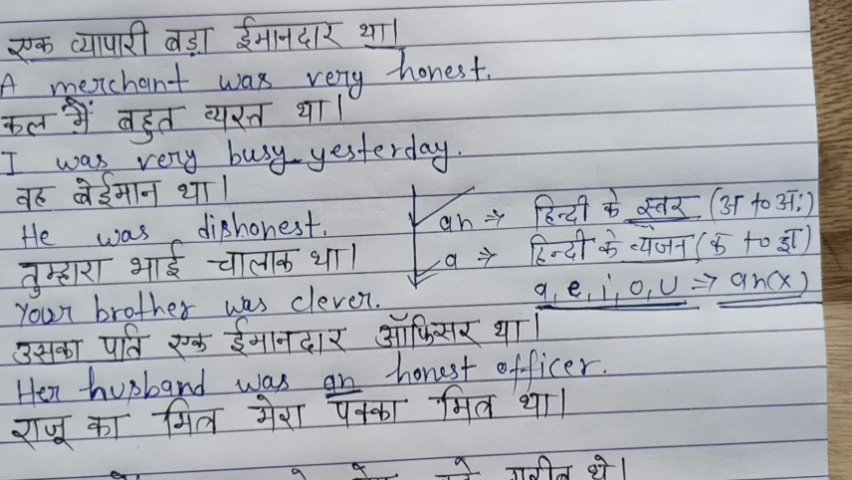 एक व्यापारी बड़ा ईमानदार था।
A merchant was very honest.
कल मैं बहुत व्यस्त था।
I was very busy yesterday.
वह बेईमान था।
He was dishonest.
तुम्हारा भाई चालाक था।
Your brother was clever.
उसका पति एक ईमानदार ऑफिसर था।
Her husband was an honest officer.
राजू का मित्र मेरा पक्का मित्र था।
गरीब थे।
an ⇒ हिन्दी के स्वर (अ to अः)
a ⇒ हिन्दी के व्यंजन (क to ज्ञ)
a, e, i, o, u ⇒ an(x)